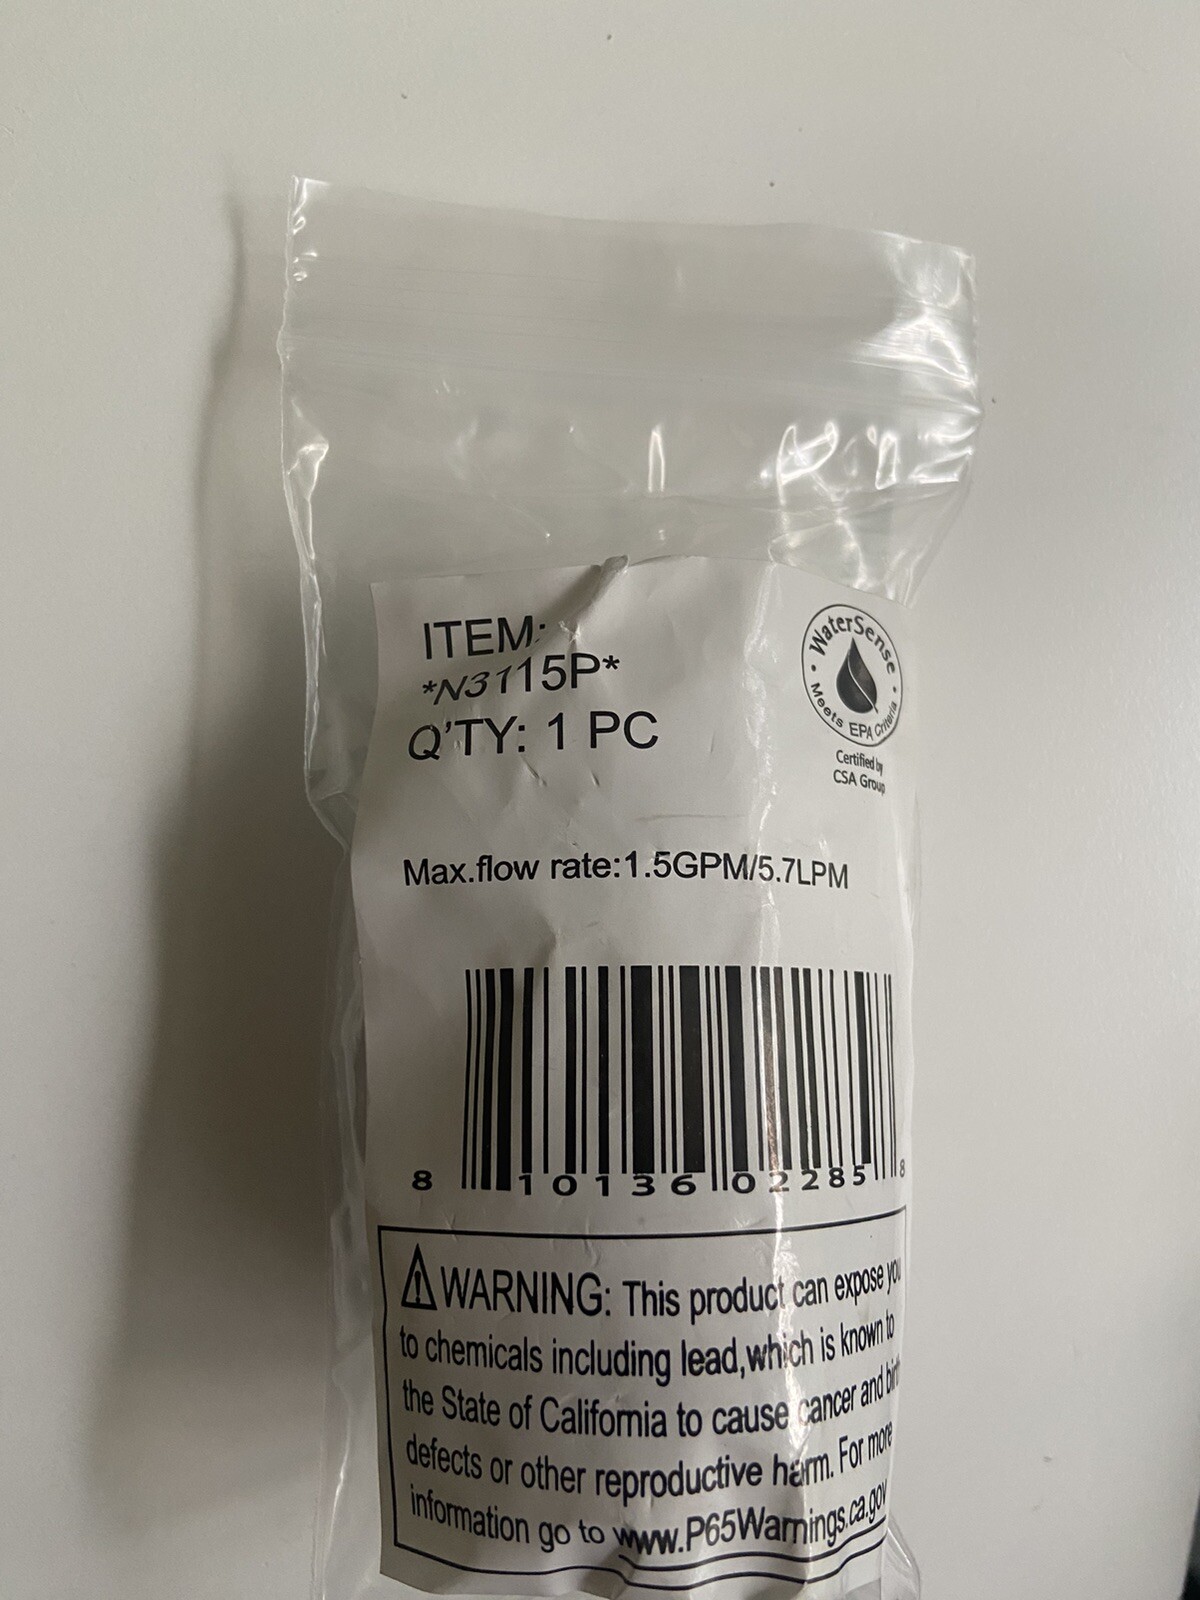 ITEM:
*N3115P*
Q'TY: 1 PC
WaterSense
Meets EPA Criteria
Certified by
CSA Group
Max.flow rate:1.5GPM/5.7LPM
8 10136 02285 8
WARNING: This product can expose you
to chemicals including lead,which is known to
the State of California to cause cancer and birth
defects or other reproductive harm. For more
information go to www.P65Warnings.ca.gov